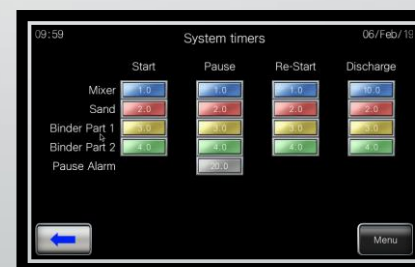 09:59 System timers 06/Feb/19
Start Pause Re-Start Discharge
Mixer 1.0 1.0 1.0 10.0
Sand 2.0 2.0 2.0 2.0
Binder Part 1 3.0 3.0 3.0 3.0
Binder Part 2 4.0 4.0 4.0 4.0
Pause Alarm 20.0
Menu